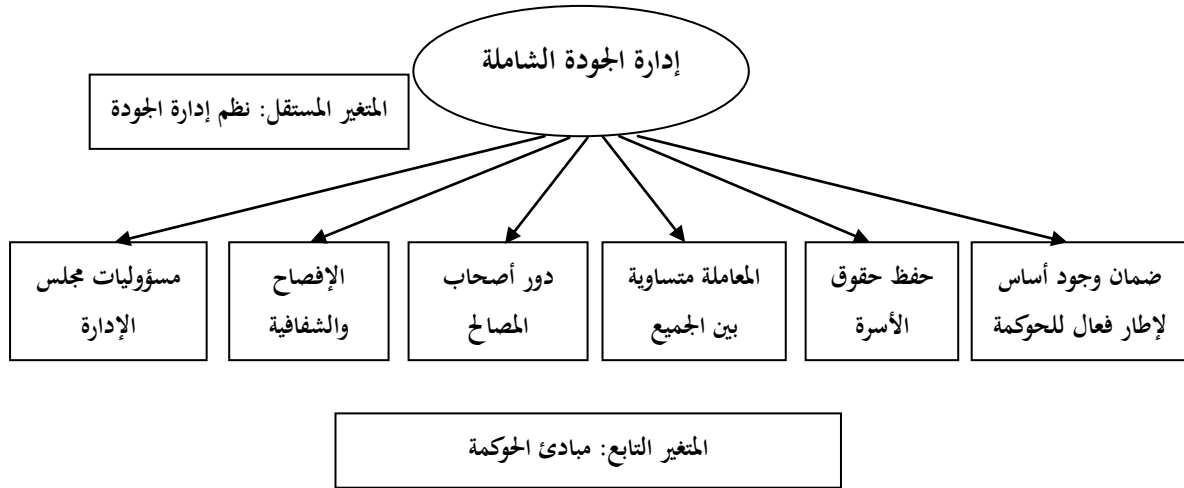 إدارة الجودة الشاملة
المتغير المستقل: نظم إدارة الجودة
ضمان وجود أساس
لإطار فعال للحوكمة
حفظ حقوق
الأسرة
المعاملة متساوية
بين الجميع
دور أصحاب
المصالح
الإفصاح
والشفافية
مسؤوليات مجلس
الإدارة
المتغير التابع: مبادئ الحوكمة